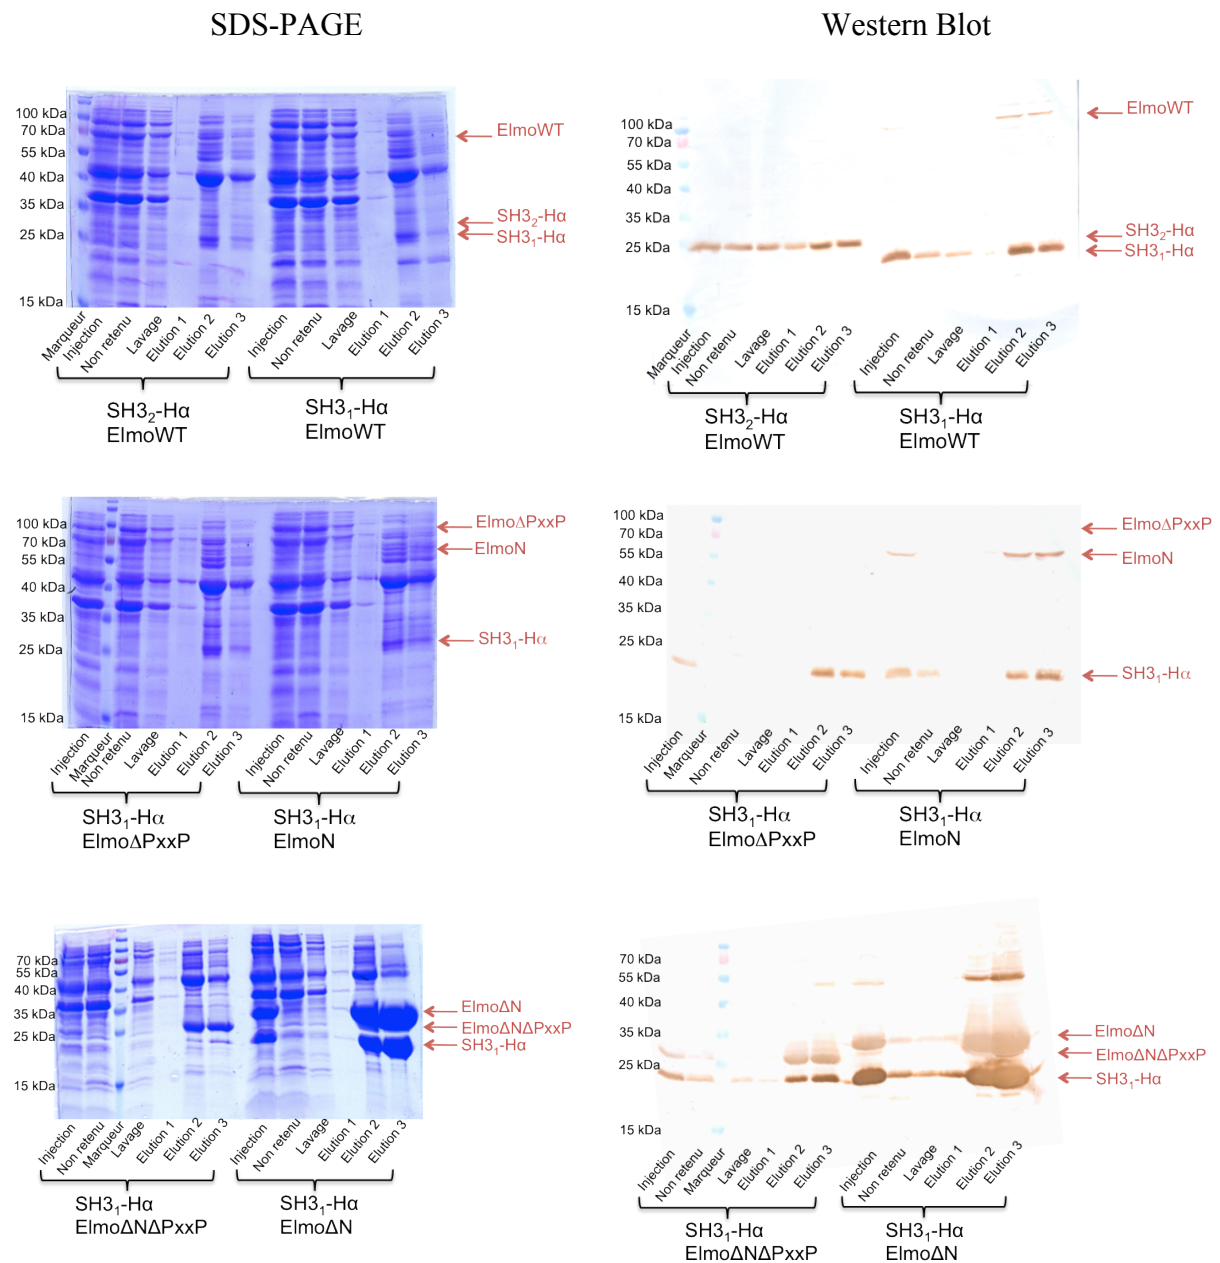 SDS-PAGE
Western Blot
100 kDa
70 kDa
55 kDa
40 kDa
35 kDa
25 kDa
15 kDa
ElmoWT
SH3₂-Hα
SH3₁-Hα
Marqueur
Injection
Non retenu
Lavage
Elution 1
Elution 2
Elution 3
Injection
Non retenu
Lavage
Elution 1
Elution 2
Elution 3
SH3₂-Hα
ElmoWT
SH3₁-Hα
ElmoWT
100 kDa
70 kDa
55 kDa
40 kDa
35 kDa
25 kDa
15 kDa
ElmoWT
SH3₂-Hα
SH3₁-Hα
Marqueur
Injection
Non retenu
Lavage
Elution 1
Elution 2
Elution 3
Injection
Non retenu
Lavage
Elution 1
Elution 2
Elution 3
SH3₂-Hα
ElmoWT
SH3₁-Hα
ElmoWT
100 kDa
70 kDa
55 kDa
40 kDa
35 kDa
25 kDa
15 kDa
ElmoΔPxxP
ElmoN
SH3₁-Hα
Injection
Marqueur
Non retenu
Lavage
Elution 1
Elution 2
Elution 3
Injection
Non retenu
Lavage
Elution 1
Elution 2
Elution 3
SH3₁-Hα
ElmoΔPxxP
SH3₁-Hα
ElmoN
100 kDa
70 kDa
55 kDa
40 kDa
35 kDa
25 kDa
15 kDa
ElmoΔPxxP
ElmoN
SH3₁-Hα
Injection
Marqueur
Non retenu
Lavage
Elution 1
Elution 2
Elution 3
Injection
Non retenu
Lavage
Elution 1
Elution 2
Elution 3
SH3₁-Hα
ElmoΔPxxP
SH3₁-Hα
ElmoN
70 kDa
55 kDa
40 kDa
35 kDa
25 kDa
15 kDa
ElmoΔN
ElmoΔNΔPxxP
SH3₁-Hα
Injection
Non retenu
Marqueur
Lavage
Elution 1
Elution 2
Elution 3
Injection
Non retenu
Lavage
Elution 1
Elution 2
Elution 3
SH3₁-Hα
ElmoΔNΔPxxP
SH3₁-Hα
ElmoΔN
70 kDa
55 kDa
40 kDa
35 kDa
25 kDa
15 kDa
ElmoΔN
ElmoΔNΔPxxP
SH3₁-Hα
Injection
Non retenu
Marqueur
Lavage
Elution 1
Elution 2
Elution 3
Injection
Non retenu
Lavage
Elution 1
Elution 2
Elution 3
SH3₁-Hα
ElmoΔNΔPxxP
SH3₁-Hα
ElmoΔN